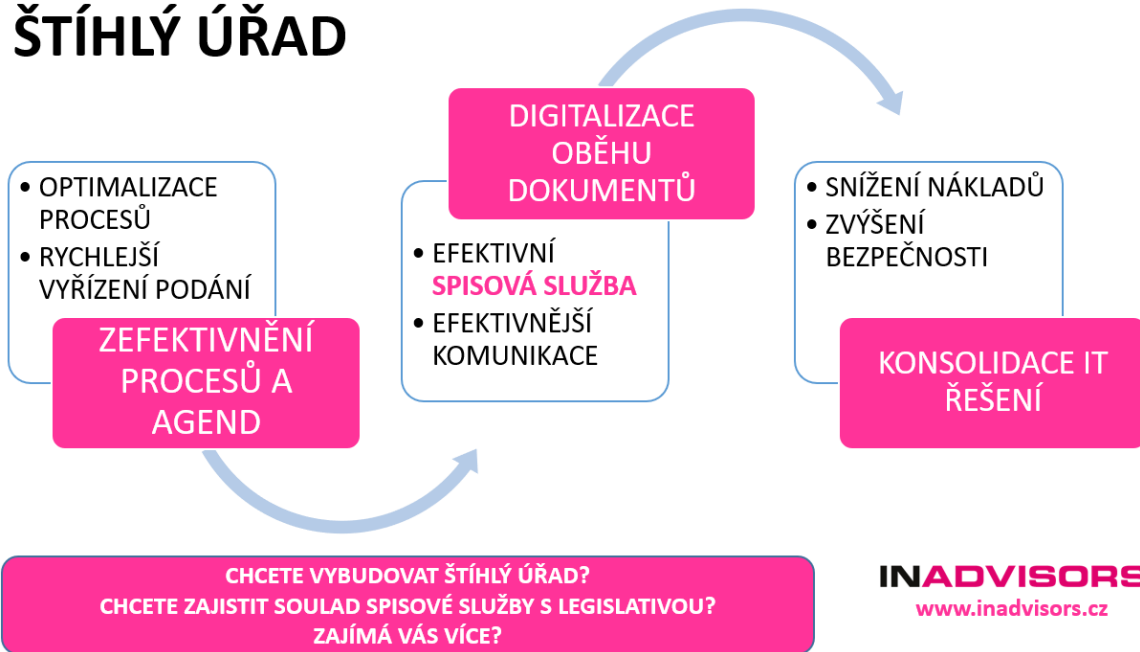 ŠTÍHLÝ ÚŘAD
• OPTIMALIZACE
PROCESŮ
• RYCHLEJŠÍ
VYŘÍZENÍ PODÁNÍ
ZEFEKTIVNĚNÍ
PROCESŮ A
AGEND
DIGITALIZACE
OBĚHU
DOKUMENTŮ
• EFEKTIVNÍ
SPISOVÁ SLUŽBA
• EFEKTIVNĚJŠÍ
KOMUNIKACE
• SNÍŽENÍ NÁKLADŮ
• ZVÝŠENÍ
BEZPEČNOSTI
KONSOLIDACE IT
ŘEŠENÍ
CHCETE VYBUDOVAT ŠTÍHLÝ ÚŘAD?
CHCETE ZAJISTIT SOULAD SPISOVÉ SLUŽBY S LEGISLATIVOU?
ZAJÍMÁ VÁS VÍCE?
INADVISORS
www.inadvisors.cz